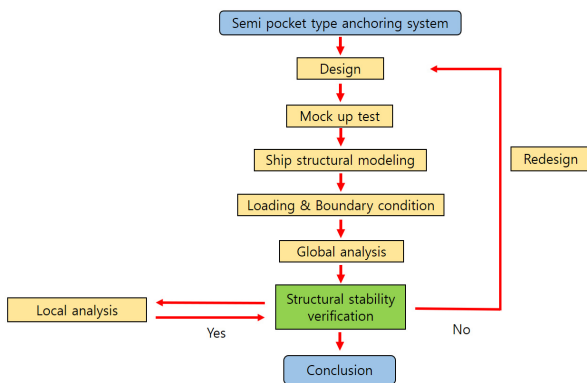 Semi pocket type anchoring system
Design
Mock up test
Ship structural modeling
Redesign
Loading & Boundary condition
Global analysis
Structural stability
verification
Local analysis
Yes
No
Conclusion